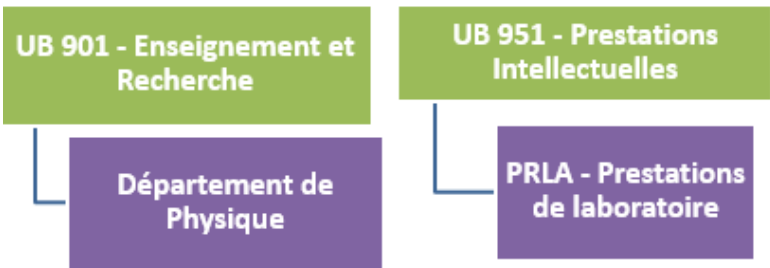 UB 901 - Enseignement et
Recherche
Département de
Physique
UB 951 - Prestations
Intellectuelles
PRLA - Prestations
de laboratoire